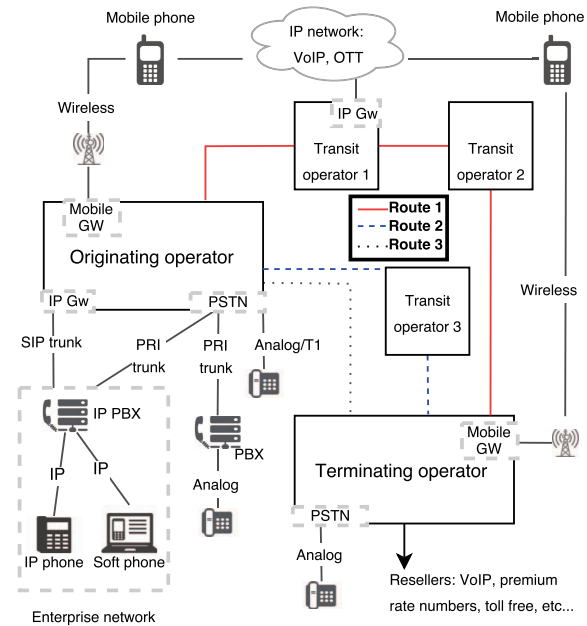 Mobile phone
Mobile phone
IP network:
VoIP, OTT
Wireless
IP Gw
Transit
operator 1
Transit
operator 2
Mobile
GW
Route 1
Route 2
Route 3
Originating operator
IP Gw
PSTN
Transit
operator 3
Wireless
SIP trunk
PRI
trunk
PRI
trunk
Analog/T1
IP PBX
PBX
Mobile
GW
Terminating operator
IP
IP
Analog
PSTN
IP phone
Soft phone
Analog
Resellers: VoIP, premium
rate numbers, toll free, etc...
Enterprise network